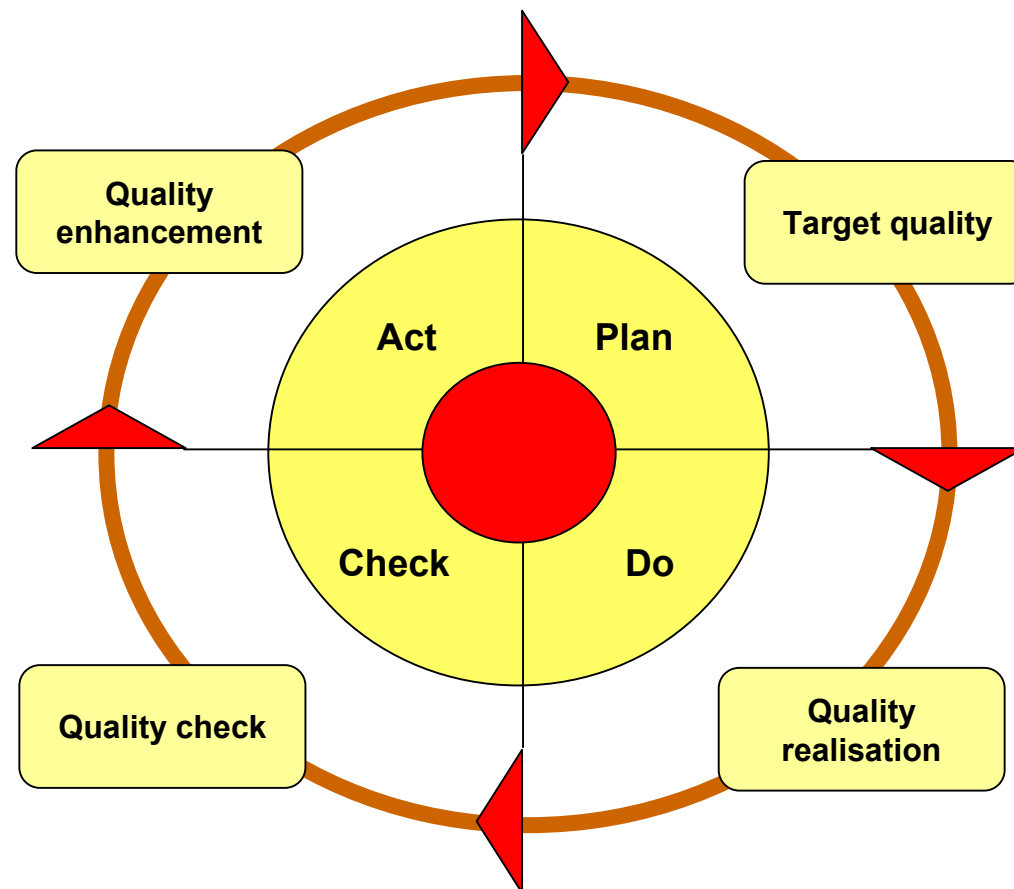 Quality
enhancement
Target quality
Act
Plan
Check
Do
Quality check
Quality
realisation